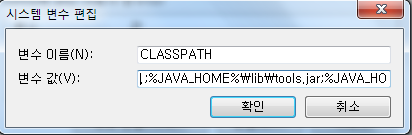 시스템 변수 편집
변수 이름(N): CLASSPATH
변수 값(V): .;%JAVA_HOME%₩lib₩tools.jar;%JAVA_HO
확인 취소